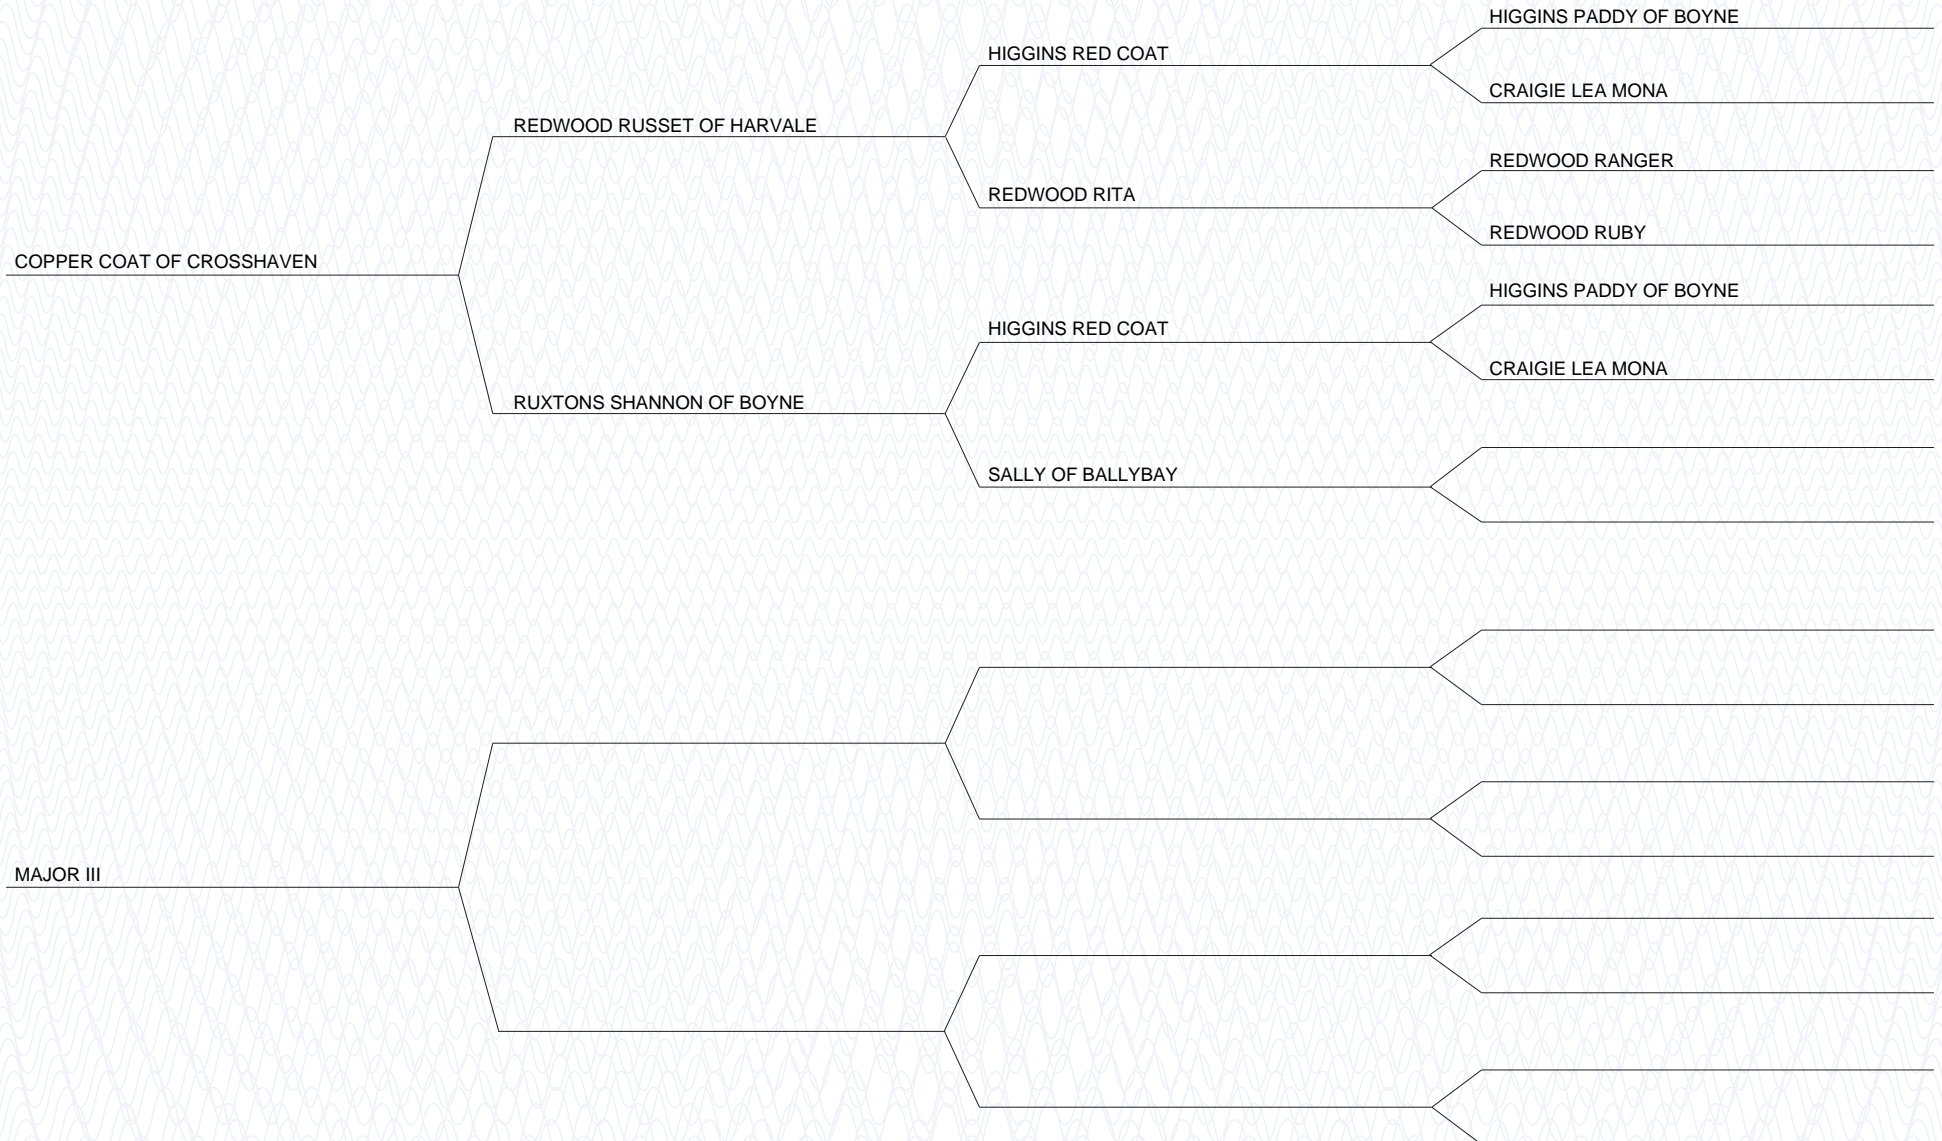 HIGGINS PADDY OF BOYNE
HIGGINS RED COAT
CRAIGIE LEA MONA
REDWOOD RUSSET OF HARVALE
REDWOOD RANGER
REDWOOD RITA
REDWOOD RUBY
COPPER COAT OF CROSSHAVEN
HIGGINS PADDY OF BOYNE
HIGGINS RED COAT
CRAIGIE LEA MONA
RUXTONS SHANNON OF BOYNE
SALLY OF BALLYBAY
MAJOR III